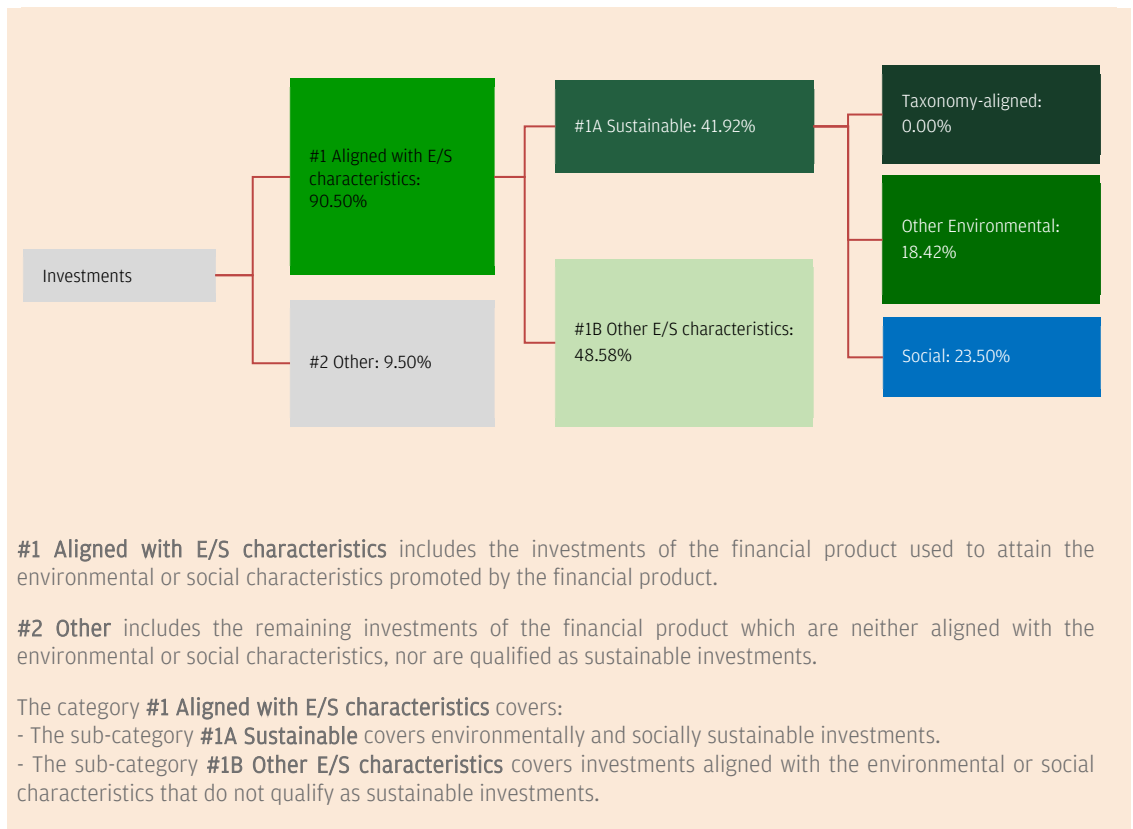 Investments
#1 Aligned with E/S
characteristics:
90.50%
#2 Other: 9.50%
#1A Sustainable: 41.92%
#1B Other E/S characteristics:
48.58%
Taxonomy-aligned:
0.00%
Other Environmental:
18.42%
Social: 23.50%
#1 Aligned with E/S characteristics includes the investments of the financial product used to attain the
environmental or social characteristics promoted by the financial product.
#2 Other includes the remaining investments of the financial product which are neither aligned with the
environmental or social characteristics, nor are qualified as sustainable investments.
The category #1 Aligned with E/S characteristics covers:
- The sub-category #1A Sustainable covers environmentally and socially sustainable investments.
- The sub-category #1B Other E/S characteristics covers investments aligned with the environmental or social
characteristics that do not qualify as sustainable investments.